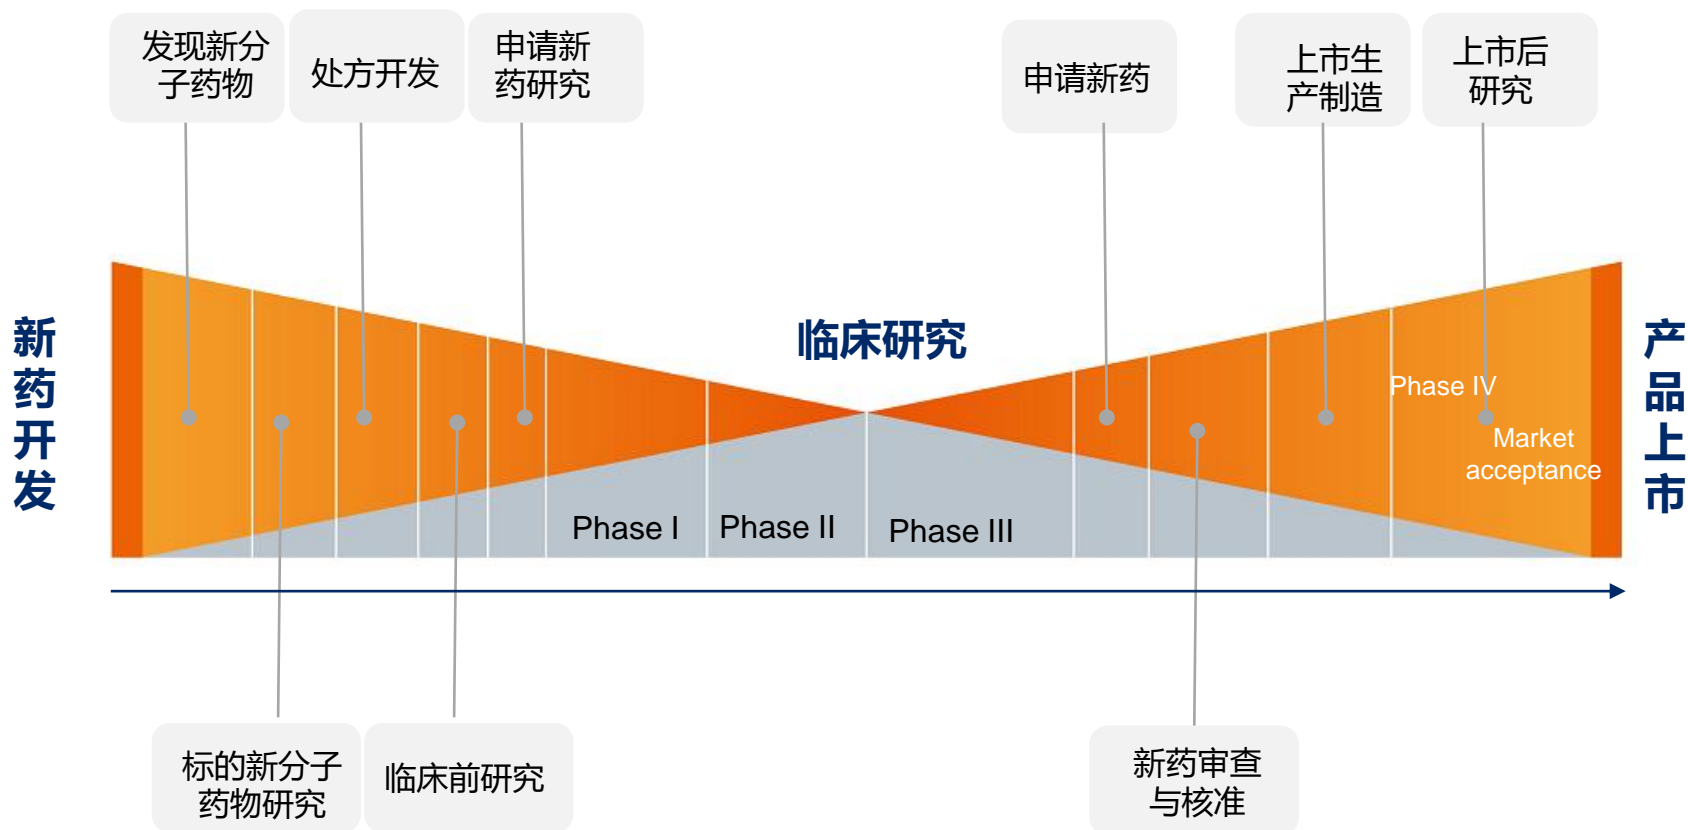 发现新分
子药物
处方开发
申请新
药研究
申请新药
上市生
产制造
上市后
研究
新
药
开
发
临床研究
Phase IV
Market
acceptance
产
品
上
市
Phase I
Phase II
Phase III
标的新分子
药物研究
临床前研究
新药审查
与核准